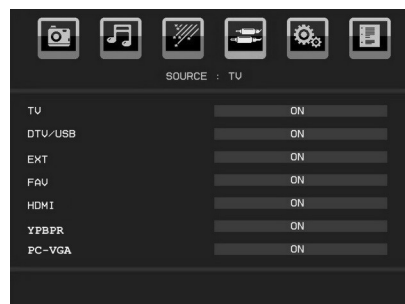 SOURCE : TV
TV ON
DTV/USB ON
EXT ON
FAV ON
HDMI ON
YPBPR ON
PC-VGA ON